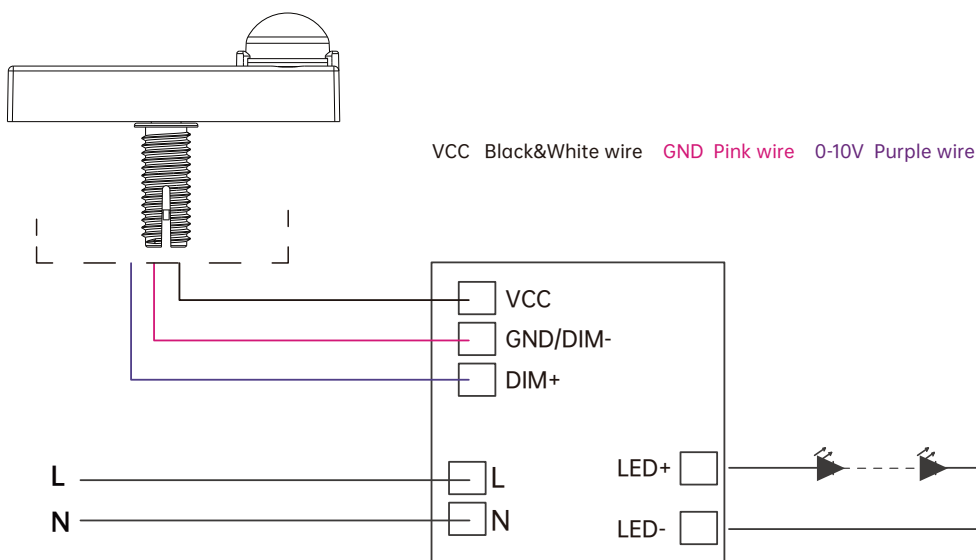 VCC Black&White wire GND Pink wire 0-10V Purple wire
VCC
GND/DIM-
DIM+
L
L
LED+
N
N
LED-